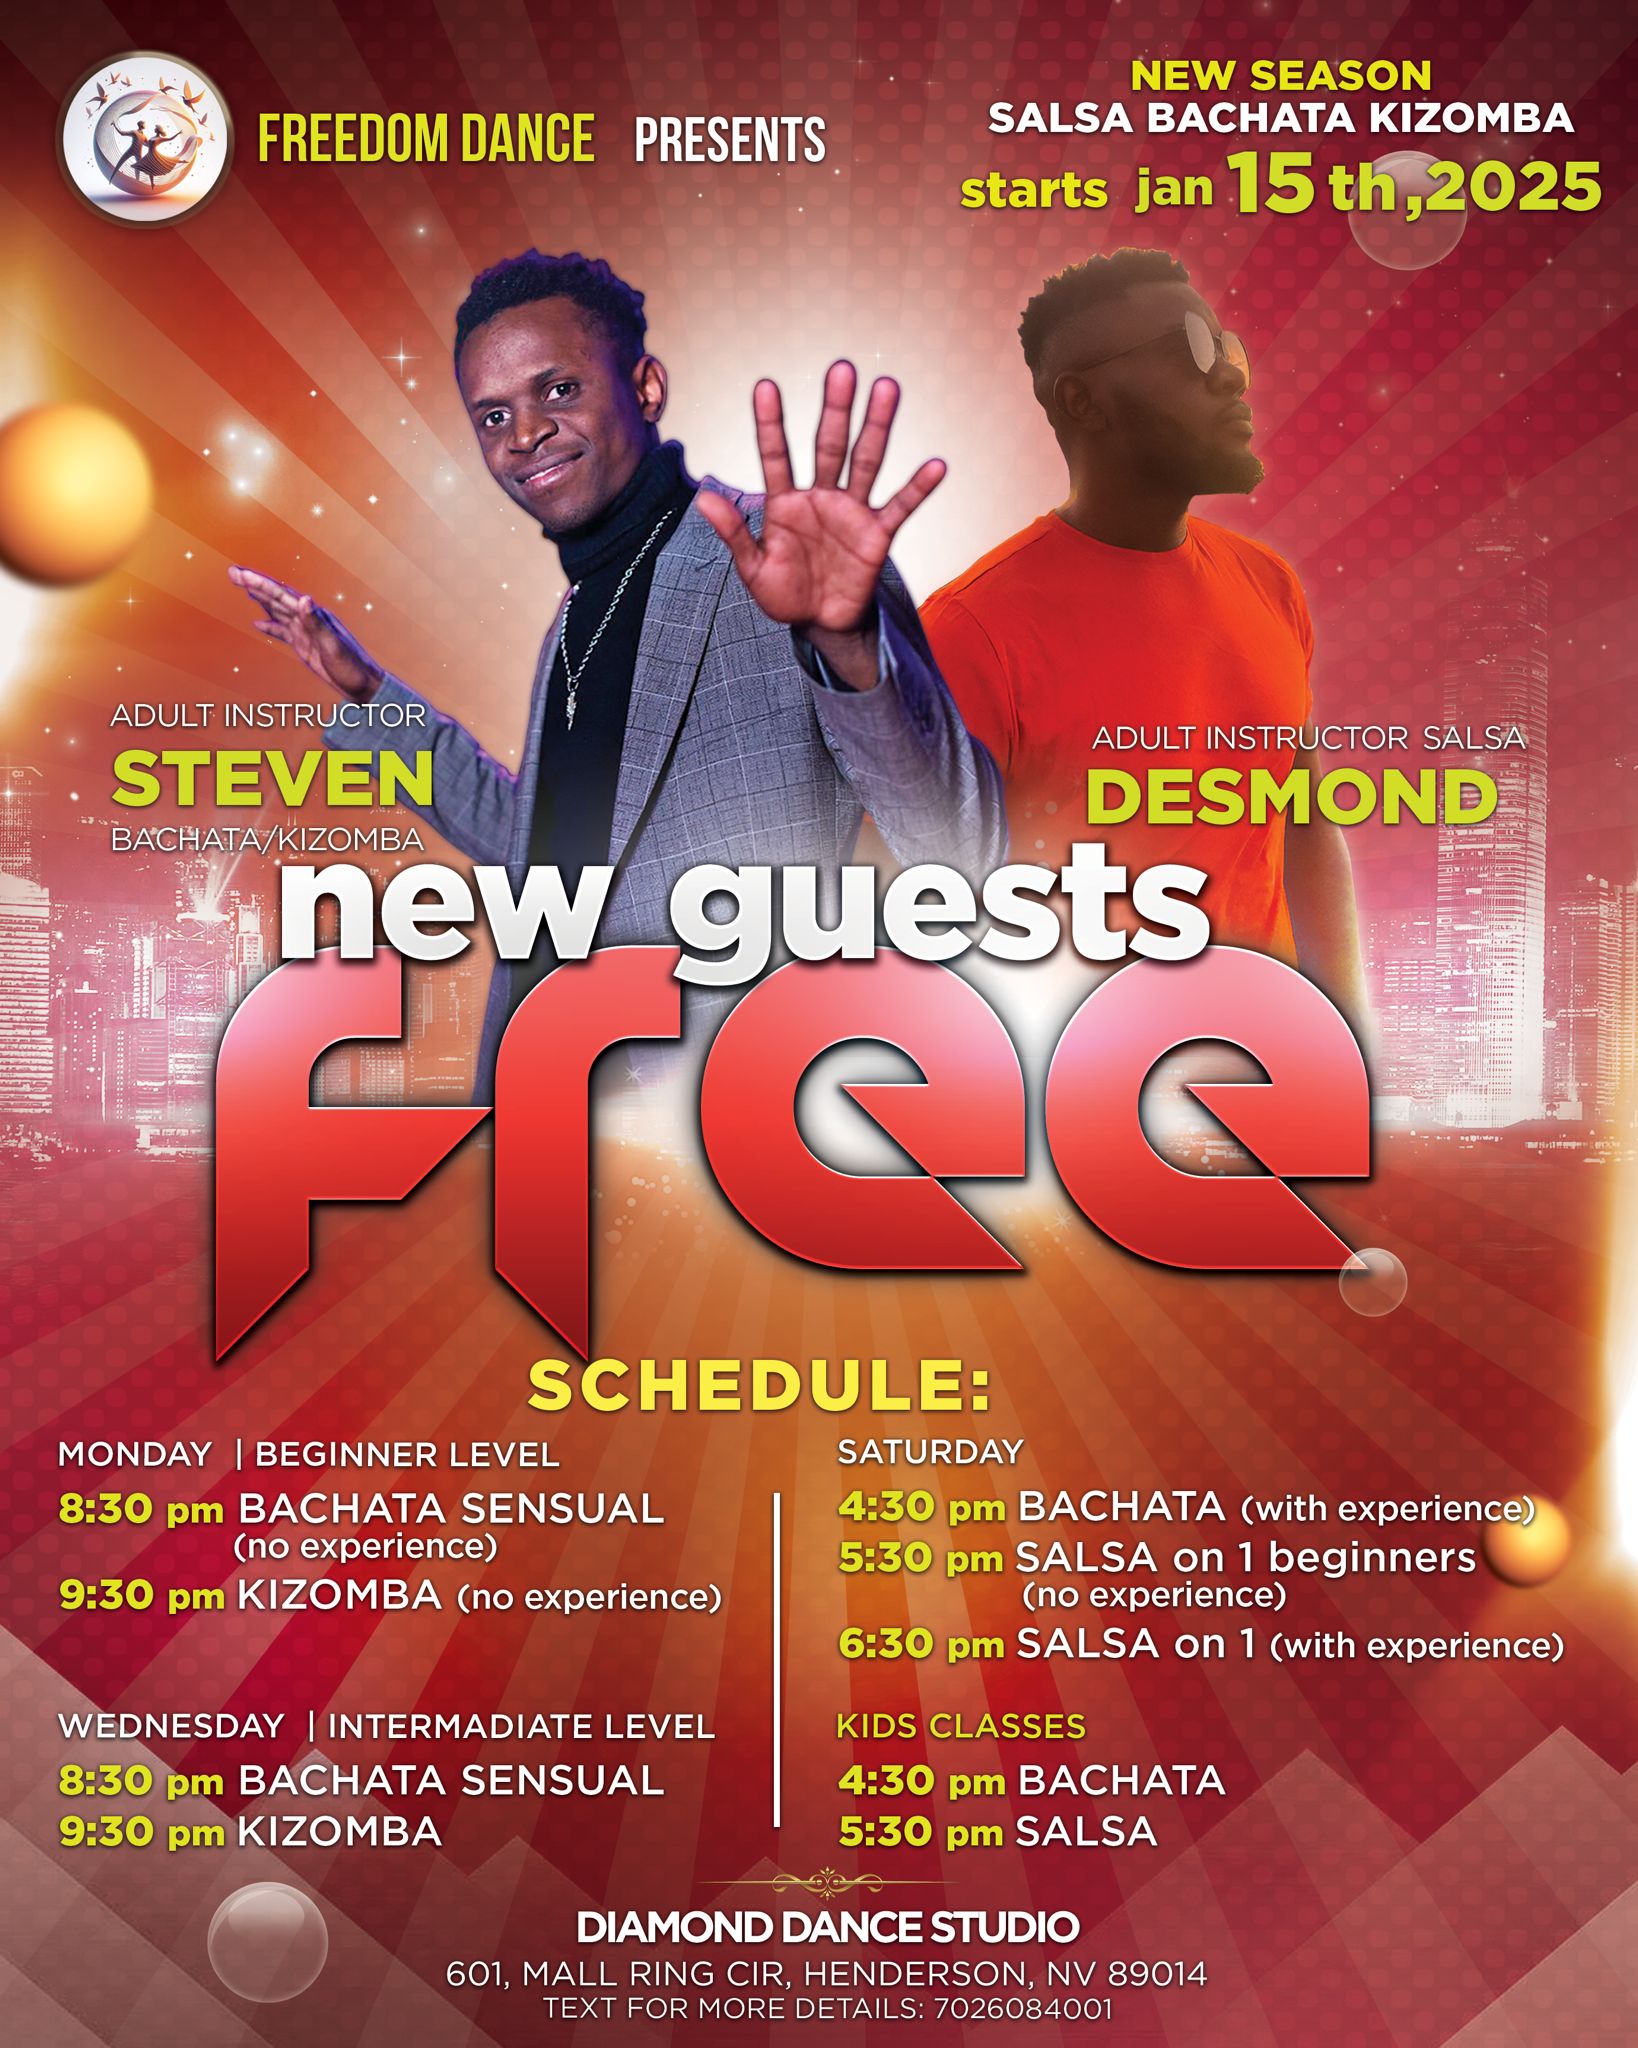 FREEDOM DANCE PRESENTS
NEW SEASON
SALSA BACHATA KIZOMBA
starts jan 15 th,2025
ADULT INSTRUCTOR
STEVEN
BACHATA/KIZOMBA
ADULT INSTRUCTOR SALSA
DESMOND
new guests
free
SCHEDULE:
MONDAY | BEGINNER LEVEL
8:30 pm BACHATA SENSUAL
(no experience)
9:30 pm KIZOMBA (no experience)
WEDNESDAY | INTERMADIATE LEVEL
8:30 pm BACHATA SENSUAL
9:30 pm KIZOMBA
SATURDAY
4:30 pm BACHATA (with experience)
5:30 pm SALSA on 1 beginners
(no experience)
6:30 pm SALSA on 1 (with experience)
KIDS CLASSES
4:30 pm BACHATA
5:30 pm SALSA
DIAMOND DANCE STUDIO
601, MALL RING CIR, HENDERSON, NV 89014
TEXT FOR MORE DETAILS: 7026084001